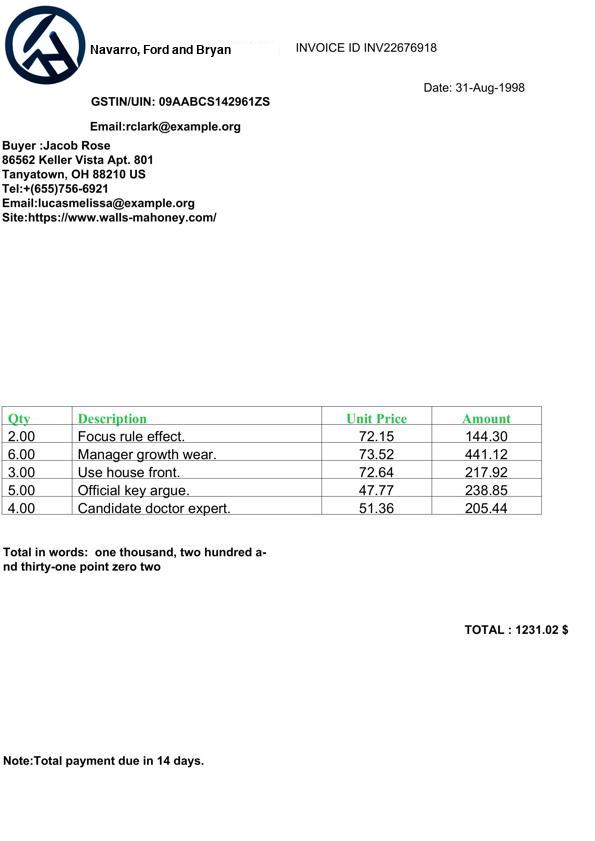 Navarro, Ford and Bryan
INVOICE ID INV22676918
Date: 31-Aug-1998
GSTIN/UIN: 09AABCS142961ZS
Email:rclark@example.org
Buyer :Jacob Rose
86562 Keller Vista Apt. 801
Tanyatown, OH 88210 US
Tel:+(655)756-6921
Email:lucasmelissa@example.org
Site:https://www.walls-mahoney.com/
Qty Description Unit Price Amount
2.00 Focus rule effect. 72.15 144.30
6.00 Manager growth wear. 73.52 441.12
3.00 Use house front. 72.64 217.92
5.00 Official key argue. 47.77 238.85
4.00 Candidate doctor expert. 51.36 205.44
Total in words:  one thousand, two hundred a-
nd thirty-one point zero two
TOTAL : 1231.02 $
Note:Total payment due in 14 days.